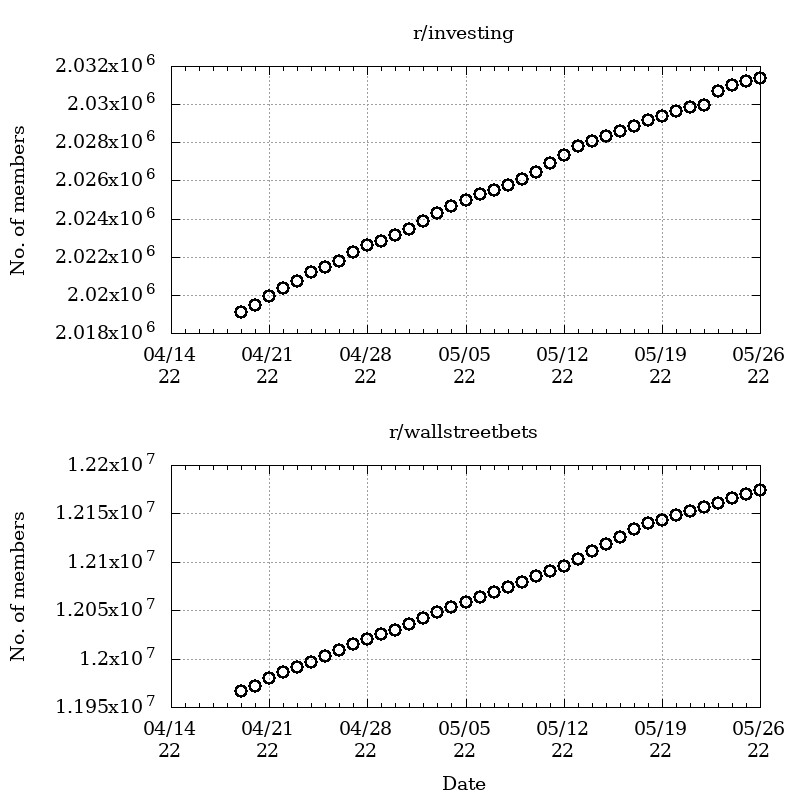 r/investing
2.032x10^6
2.03x10^6
2.028x10^6
2.026x10^6
2.024x10^6
2.022x10^6
2.02x10^6
2.018x10^6
No. of members
04/14 04/21 04/28 05/05 05/12 05/19 05/26
22 22 22 22 22 22 22
r/wallstreetbets
1.22x10^7
1.215x10^7
1.21x10^7
1.205x10^7
1.2x10^7
1.195x10^7
No. of members
04/14 04/21 04/28 05/05 05/12 05/19 05/26
22 22 22 22 22 22 22
Date